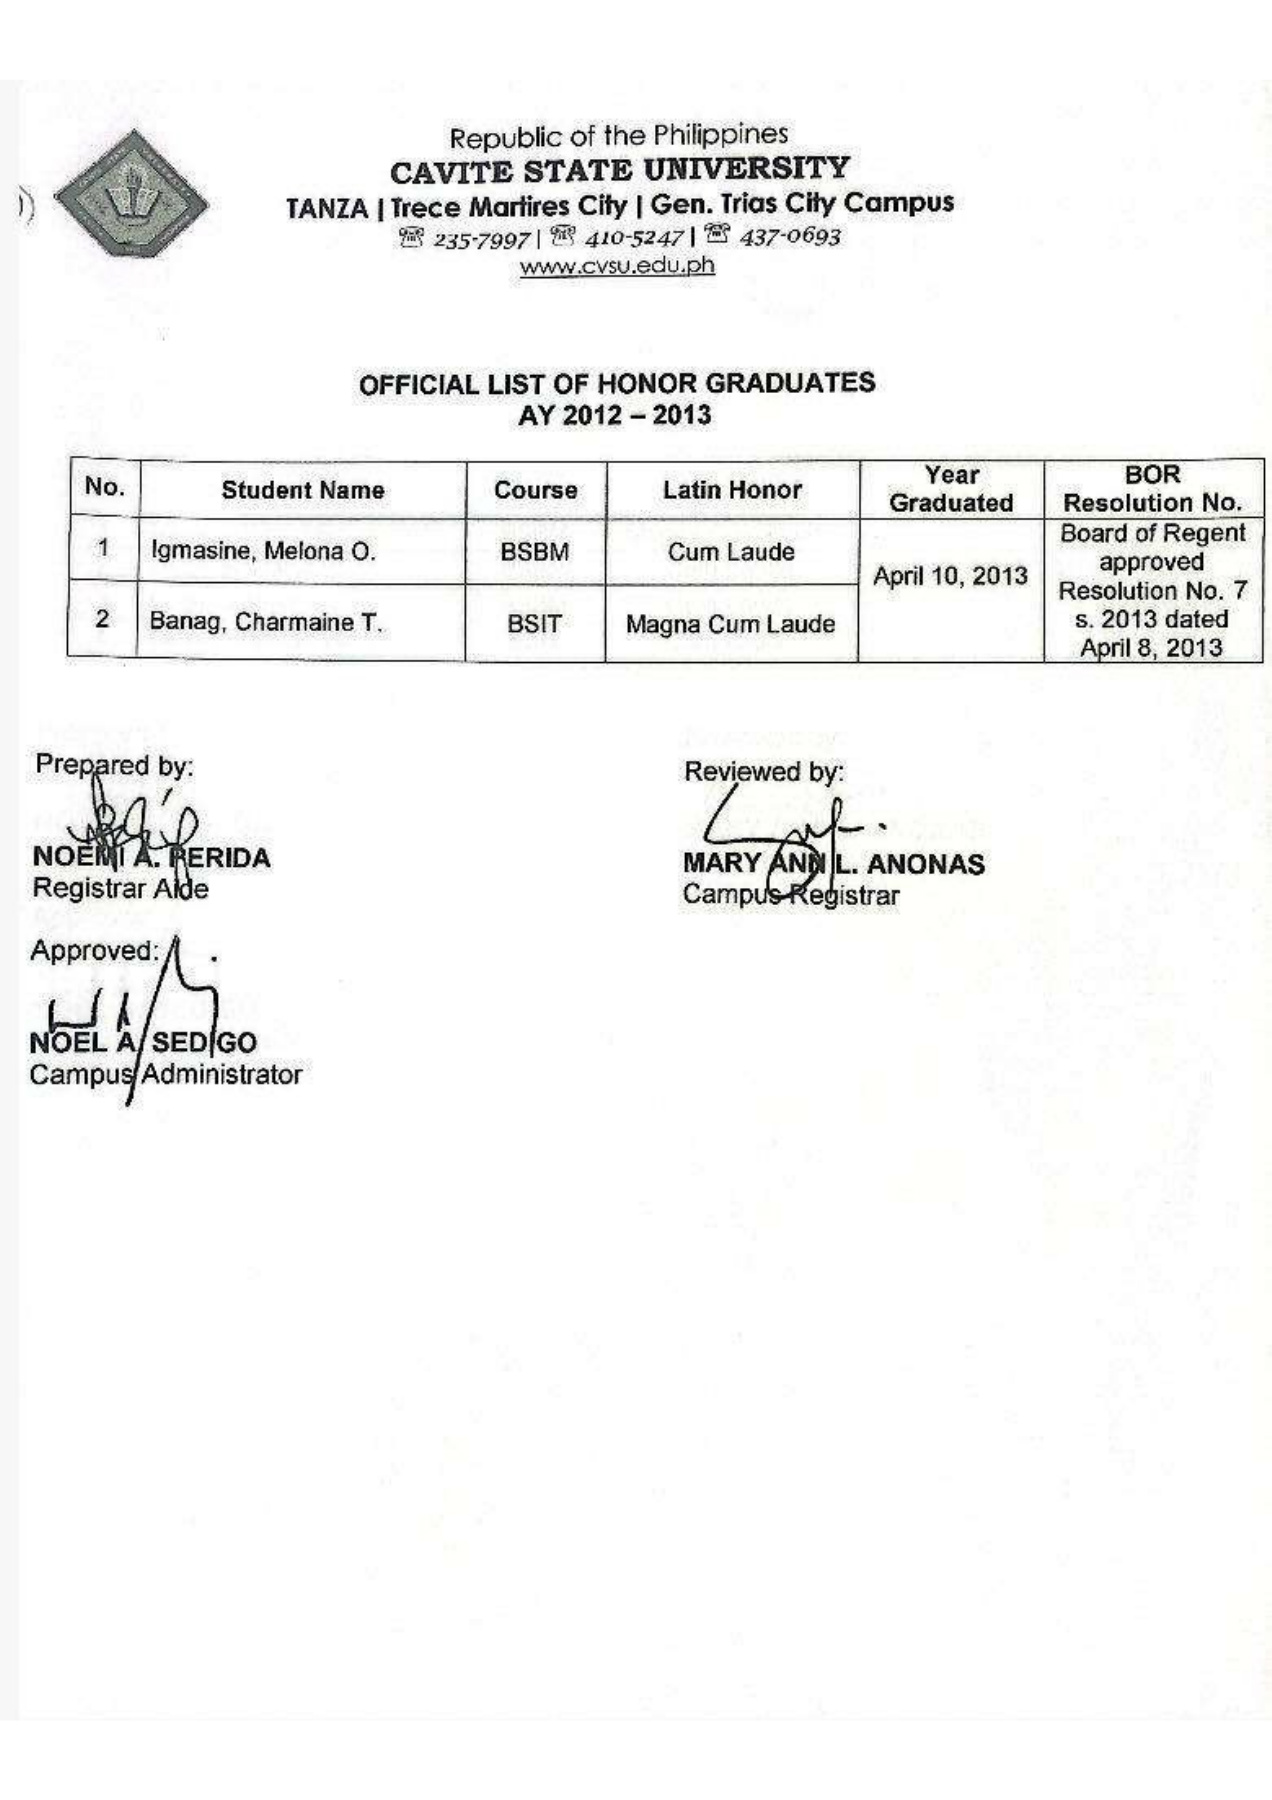 Republic of the Philippines
CAVITE STATE UNIVERSITY
TANZA | Trece Martires City | Gen. Trias City Campus
☏ 235-7997 | ☏ 410-5247 | ☏ 437-0693
www.cvsu.edu.ph
OFFICIAL LIST OF HONOR GRADUATES
AY 2012 – 2013
No. Student Name Course Latin Honor Year Graduated BOR Resolution No.
1 Igmasine, Melona O. BSBM Cum Laude April 10, 2013 Board of Regent approved Resolution No. 7 s. 2013 dated April 8, 2013
2 Banag, Charmaine T. BSIT Magna Cum Laude
Prepared by:
NOEMI A. RERIDA
Registrar Aide
Reviewed by:
MARY ANN L. ANONAS
Campus Registrar
Approved:
NOEL A. SEDIGO
Campus Administrator